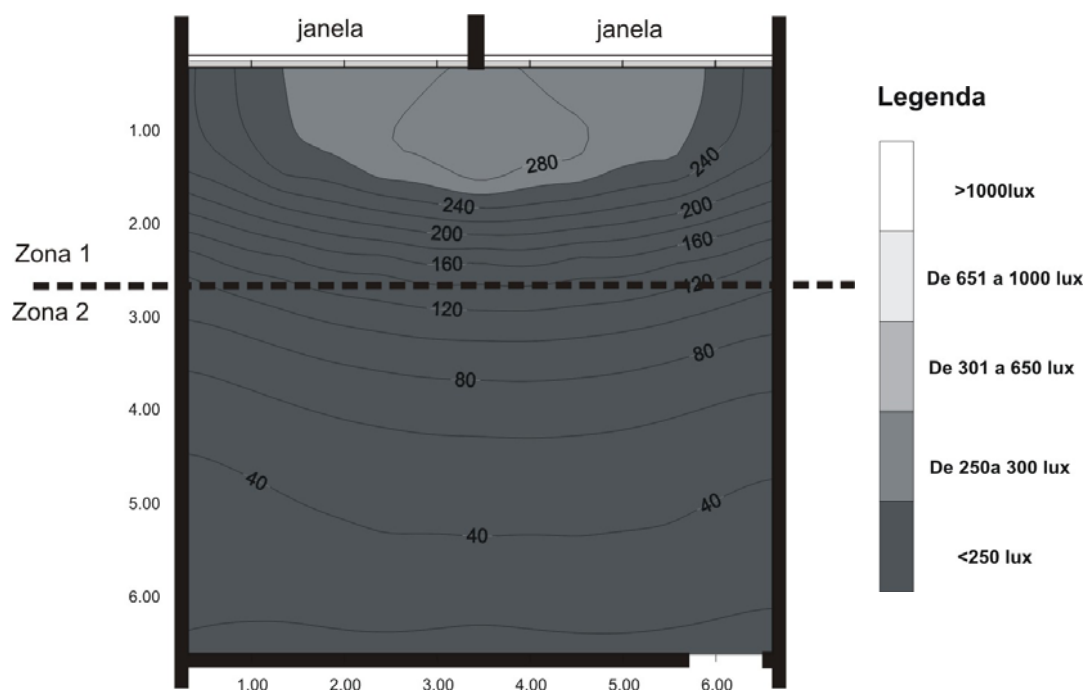 janela janela
Legenda
1.00
280
240
>1000lux
240
200
2.00
200
160
Zona 1
160
De 651 a 1000 lux
120
Zona 2
120
3.00
80
De 301 a 650 lux
80
4.00
De 250a 300 lux
40
40
5.00
40
<250 lux
6.00
1.00 2.00 3.00 4.00 5.00 6.00